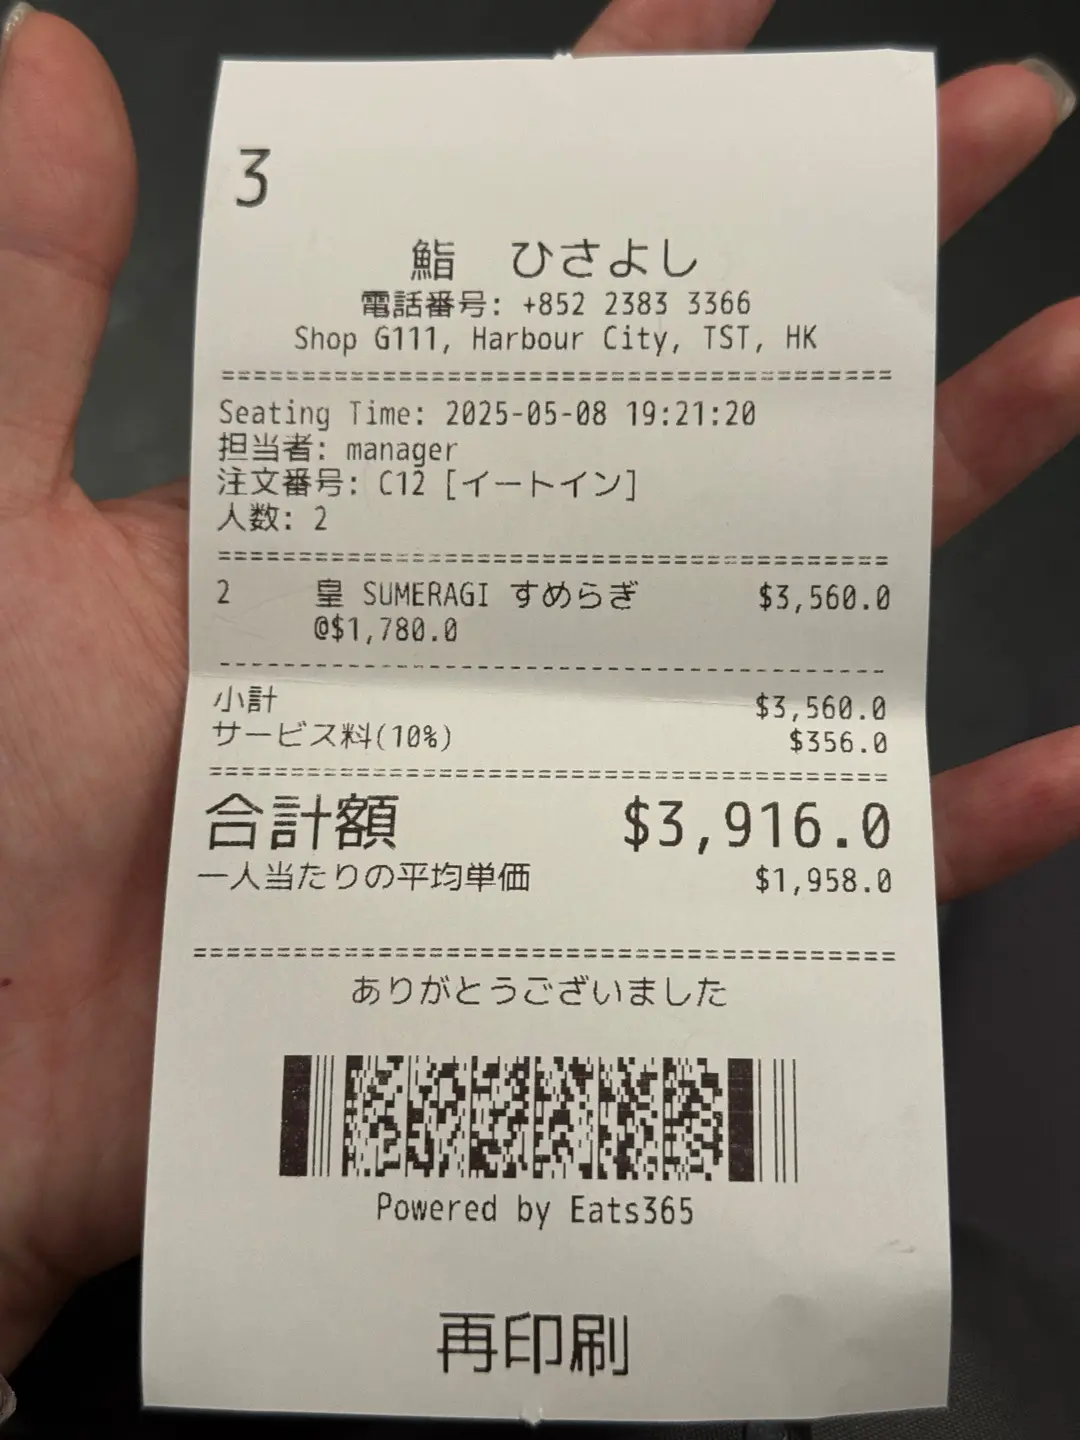 3
鮨　ひさよし
電話番号: +852 2383 3366
Shop G111, Harbour City, TST, HK
Seating Time: 2025-05-08 19:21:20
担当者: manager
注文番号: C12 [イートイン]
人数: 2
2 皇 SUMERAGI すめらぎ $3,560.0
@$1,780.0
小計 $3,560.0
サービス料(10%) $356.0
合計額 $3,916.0
一人当たりの平均単価 $1,958.0
ありがとうございました
Powered by Eats365
再印刷